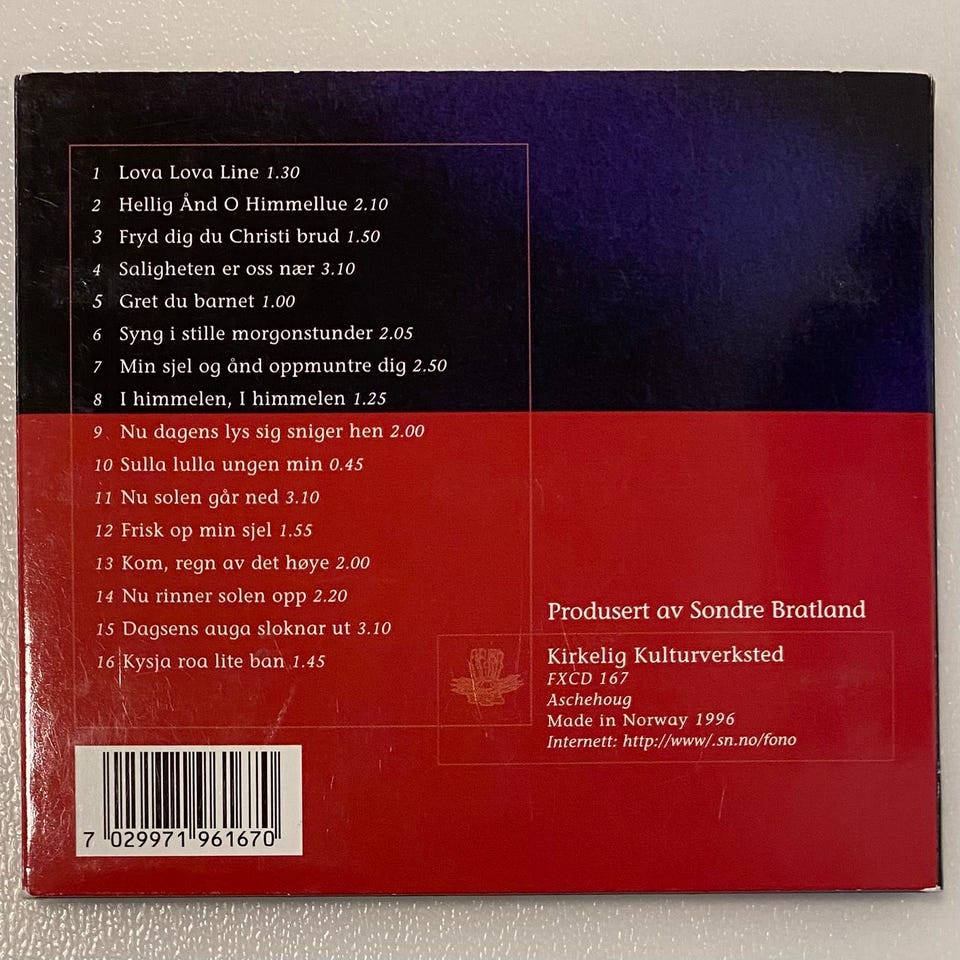 1 Lova Lova Line 1.30
2 Hellig Ånd O Himmellue 2.10
3 Fryd dig du Christi brud 1.50
4 Saligheten er oss nær 3.10
5 Gret du barnet 1.00
6 Syng i stille morgonstunder 2.05
7 Min sjel og ånd oppmuntre dig 2.50
8 I himmelen, I himmelen 1.25
9 Nu dagens lys sig sniger hen 2.00
10 Sulla lulla ungen min 0.45
11 Nu solen går ned 3.10
12 Frisk op min sjel 1.55
13 Kom, regn av det høye 2.00
14 Nu rinner solen opp 2.20
15 Dagsens auga sloknar ut 3.10
16 Kysja roa lite ban 1.45
Produsert av Sondre Bratland
Kirkelig Kulturverksted
FXCD 167
Aschehoug
Made in Norway 1996
Internett: http://www/.sn.no/fono
7 029971 961670